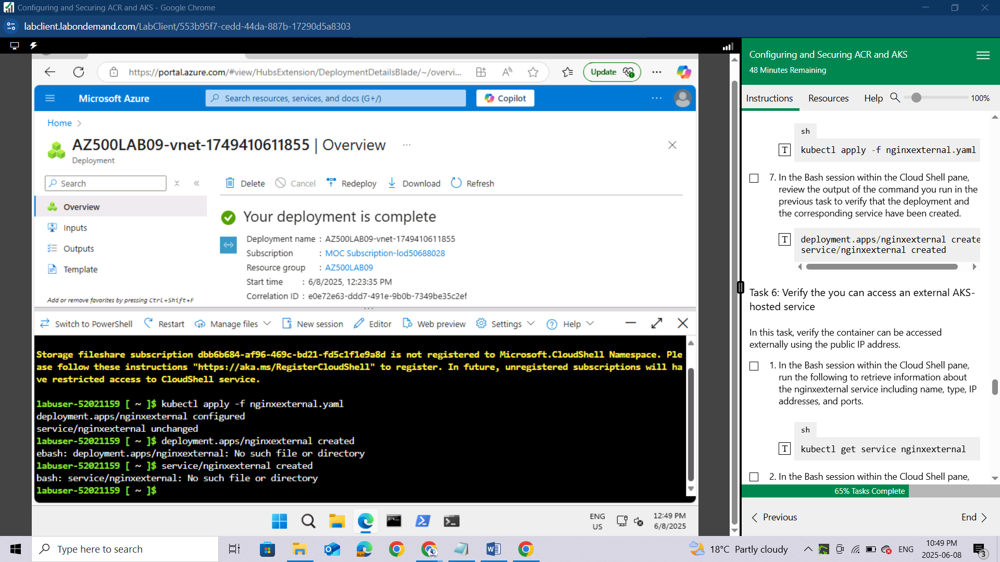 Configuring and Securing ACR and AKS - Google Chrome
labclient.labondemand.com/LabClient/553b95f7-cedd-44da-887b-17290d5a8303
https://portal.azure.com/#view/HubsExtension/DeploymentDetailsBlade/~/overvi...
Update
Microsoft Azure
Search resources, services, and docs (G+/)
Copilot
Home
AZ500LAB09-vnet-1749410611855 | Overview
Deployment
Search
Delete
Cancel
Redeploy
Download
Refresh
Overview
Inputs
Outputs
Template
Add or remove favorites by pressing Ctrl+Shift+F
Your deployment is complete
Deployment name : AZ500LAB09-vnet-1749410611855
Subscription : MOC Subscription-lod50688028
Resource group : AZ500LAB09
Start time : 6/8/2025, 12:23:35 PM
Correlation ID : e0e72e63-ddd7-491e-9b0b-7349be35c2ef
Switch to PowerShell
Restart
Manage files
New session
Editor
Web preview
Settings
Help
Storage fileshare subscription dbb6b684-af96-469c-bd21-fd5c1f1e9a8d is not registered to Microsoft.CloudShell Namespace. Ple
ase follow these instructions "https://aka.ms/RegisterCloudShell" to register. In future, unregistered subscriptions will ha
ve restricted access to CloudShell service.
labuser-52021159 [ ~ ]$ kubectl apply -f nginxexternal.yaml
deployment.apps/nginxexternal configured
service/nginxexternal unchanged
labuser-52021159 [ ~ ]$ deployment.apps/nginxexternal created
ebash: deployment.apps/nginxexternal: No such file or directory
labuser-52021159 [ ~ ]$ service/nginxexternal created
bash: service/nginxexternal: No such file or directory
labuser-52021159 [ ~ ]$
ENG
US
12:49 PM
6/8/2025
Configuring and Securing ACR and AKS
48 Minutes Remaining
Instructions
Resources
Help
100%
sh
T
kubectl apply -f nginxexternal.yaml
7. In the Bash session within the Cloud Shell pane,
review the output of the command you run in the
previous task to verify that the deployment and
the corresponding service have been created.
T
deployment.apps/nginxexternal create
service/nginxexternal created
Task 6: Verify the you can access an external AKS-
hosted service
In this task, verify the container can be accessed
externally using the public IP address.
1. In the Bash session within the Cloud Shell pane,
run the following to retrieve information about
the nginxexternal service including name, type, IP
addresses, and ports.
sh
T
kubectl get service nginxexternal
2. In the Bash session within the Cloud Shell pane,
65% Tasks Complete
Previous
End
Type here to search
18°C Partly cloudy
ENG
10:49 PM
2025-06-08
3